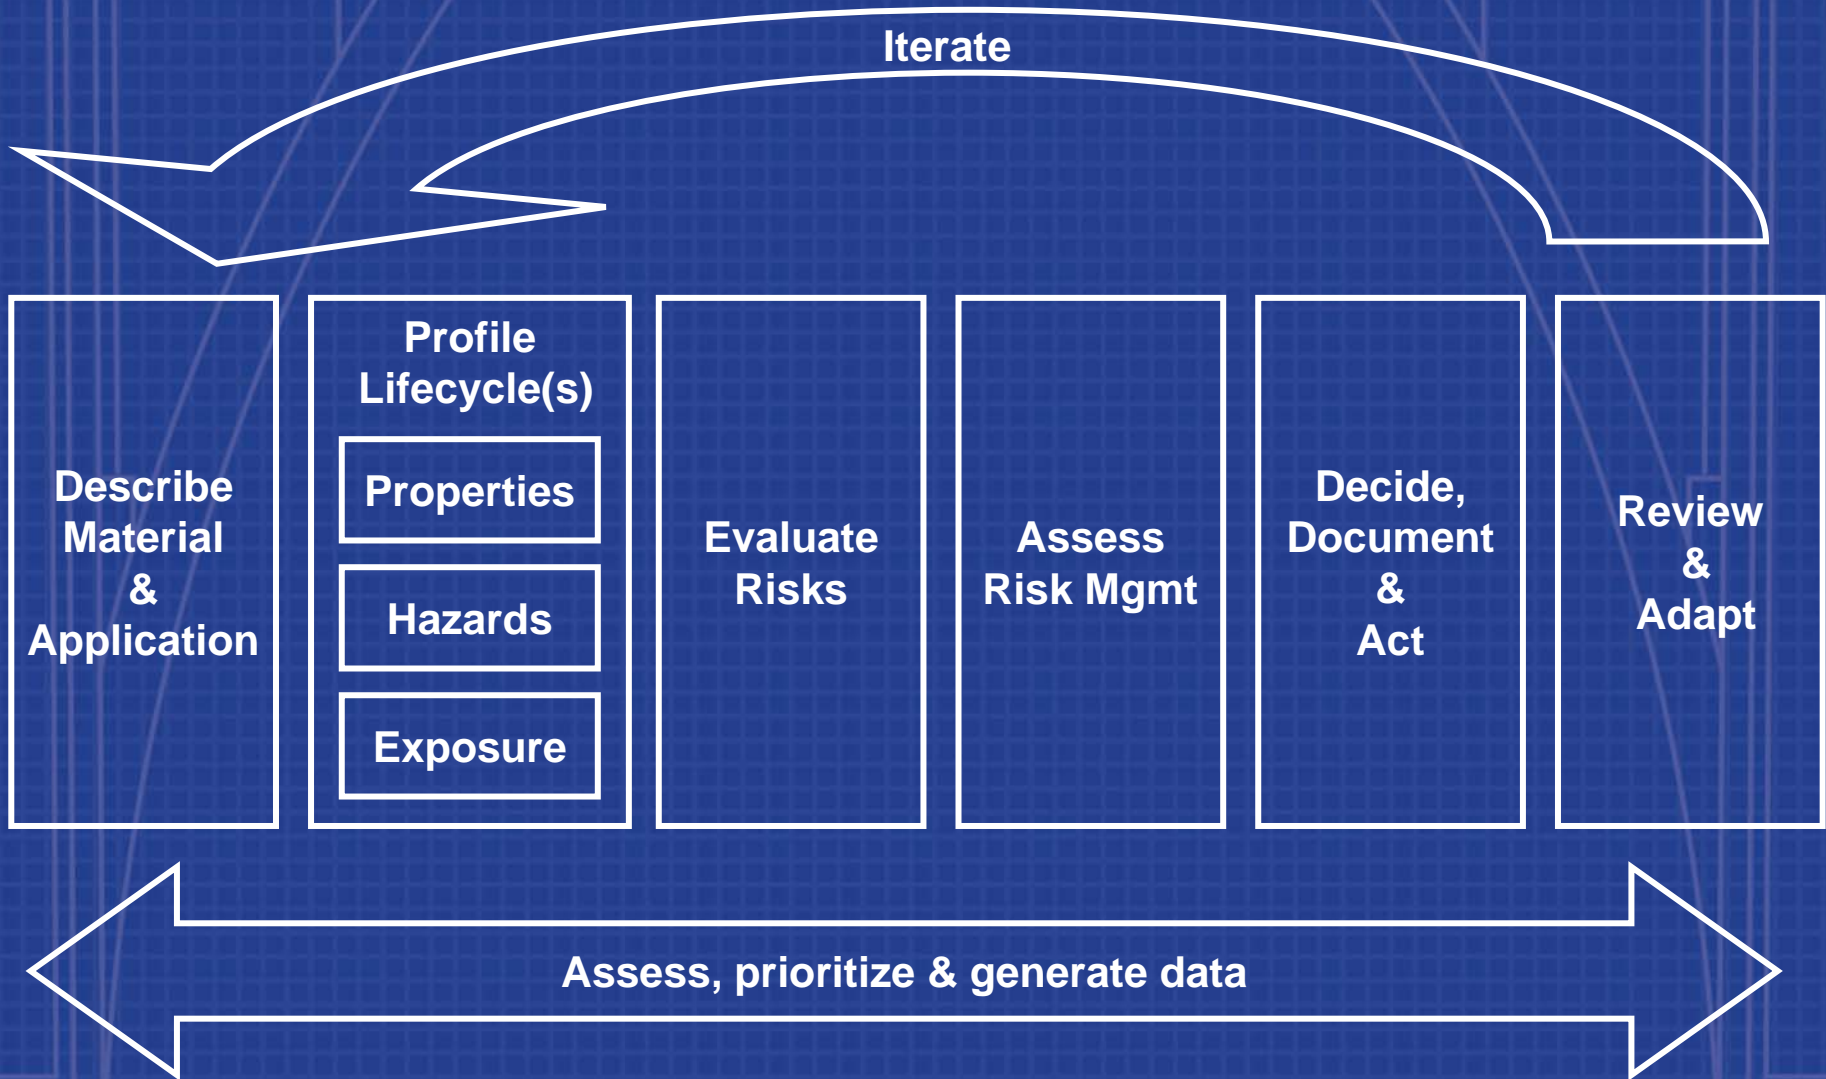 Iterate
Describe
Material
&
Application
Profile
Lifecycle(s)
Properties
Hazards
Exposure
Evaluate
Risks
Assess
Risk Mgmt
Decide,
Document
&
Act
Review
&
Adapt
Assess, prioritize & generate data